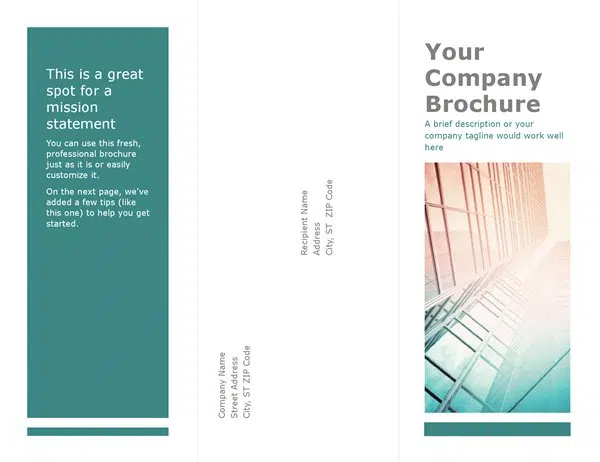 This is a great
spot for a
mission
statement
You can use this fresh,
professional brochure
just as it is or easily
customize it.
On the next page, we've
added a few tips (like
this one) to help you get
started.
Company Name
Street Address
City, ST ZIP Code
Recipient Name
Address
City, ST  ZIP Code
Your
Company
Brochure
A brief description or your
company tagline would work well
here